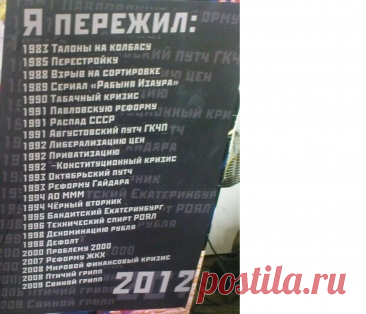 Я ПЕРЕЖИЛ:
1983 Талоны на колбасу
1985 Перестройку
1988 Взрыв на сортировке
1989 Сериал «Рабыня Изаура»
1990 Табачный кризис
1991 Павловскую реформу
1991 Распад СССР
1991 Августовский путч ГКЧП
1992 Либерализацию цен
1992 Приватизацию
1992 -Конституционный кризис
1993 Октябрьский путч
1993 Реформу Гайдара
1994 АО МММ
1994 Чёрный вторник
1995 Бандитский Екатеринбург
1996 Технический спирт РОЯЛ
1998 Деноминацию рубля
1998 Дефолт
2000 Проблему 2000
2007 Реформу ЖКХ
2008 Мировой финансовый кризис
2008 Птичий грипп
2009 Свиной грипп
2012
postila.ru